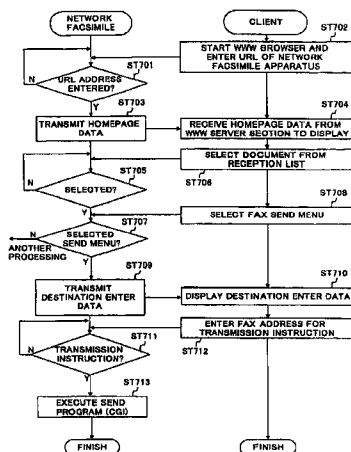 NETWORK
FACSIMILE
CLIENT
ST702
START WWW BROWSER AND
ENTER URL OF NETWORK
FACSIMILE APPARATUS
ST701
N
URL ADDRESS
ENTERED?
Y
ST703
TRANSMIT HOMEPAGE
DATA
ST704
RECEIVE HOMEPAGE DATA FROM
WWW SERVER SECTION TO DISPLAY
SELECT DOCUMENT FROM
RECEPTION LIST
ST706
ST705
N
SELECTED?
Y
ST708
SELECT FAX SEND MENU
ST707
N
SELECTED
SEND MENU?
ANOTHER
PROCESSING
Y
ST709
TRANSMIT
DESTINATION ENTER
DATA
ST710
DISPLAY DESTINATION ENTER DATA
ENTER FAX ADDRESS FOR
TRANSMISSION INSTRUCTION
ST712
ST711
N
TRANSMISSION
INSTRUCTION?
Y
ST713
EXECUTE SEND
PROGRAM (CGI)
FINISH
FINISH